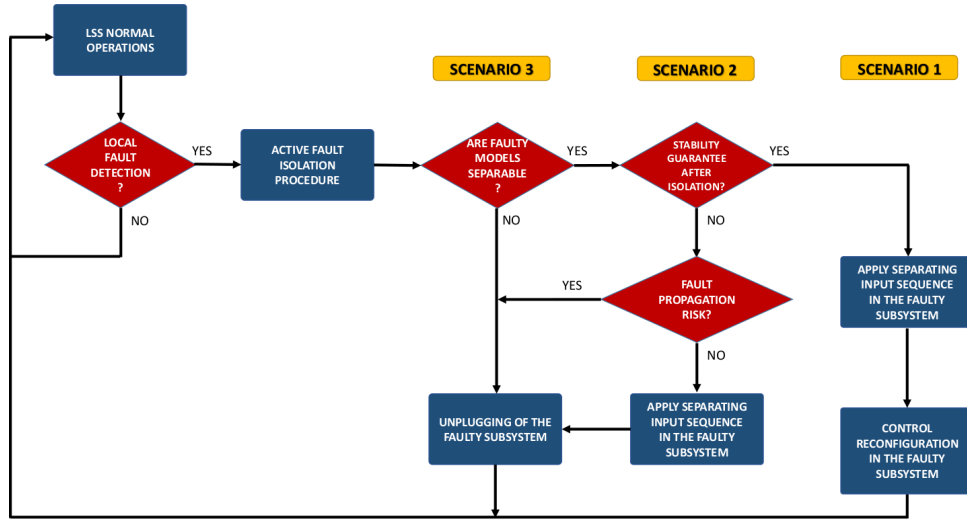 LSS NORMAL
OPERATIONS
SCENARIO 3
SCENARIO 2
SCENARIO 1
LOCAL
FAULT
DETECTION
?
YES
ACTIVE FAULT
ISOLATION
PROCEDURE
ARE FAULTY
MODELS
SEPARABLE
?
YES
STABILITY
GUARANTEE
AFTER
ISOLATION?
YES
NO
NO
NO
APPLY SEPARATING
INPUT SEQUENCE
IN THE FAULTY
SUBSYSTEM
YES
FAULT
PROPAGATION
RISK?
NO
UNPLUGGING OF THE
FAULTY SUBSYSTEM
APPLY SEPARATING
INPUT SEQUENCE
IN THE FAULTY
SUBSYSTEM
CONTROL
RECONFIGURATION
IN THE FAULTY
SUBSYSTEM